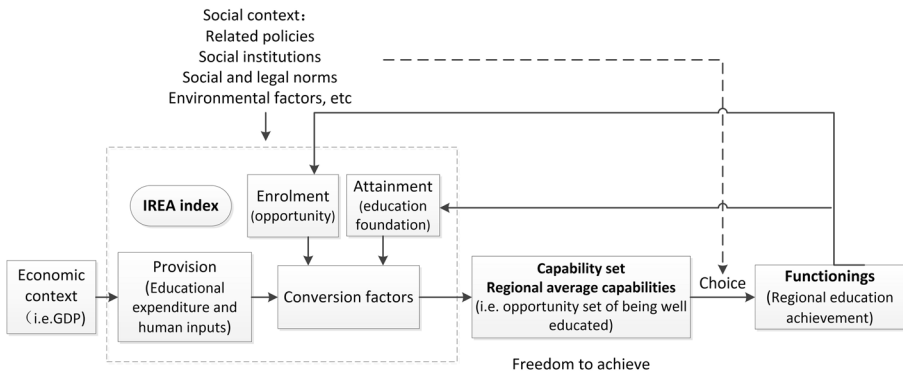 Social context：
Related policies
Social institutions
Social and legal norms
Environmental factors, etc
IREA index
Enrolment
(opportunity)
Attainment
(education
foundation)
Economic
context
（i.e.GDP)
Provision
(Educational
expenditure and
human inputs)
Conversion factors
Capability set
Regional average capabilities
(i.e. opportunity set of being well
educated)
Choice
Functionings
(Regional education
achievement)
Freedom to achieve